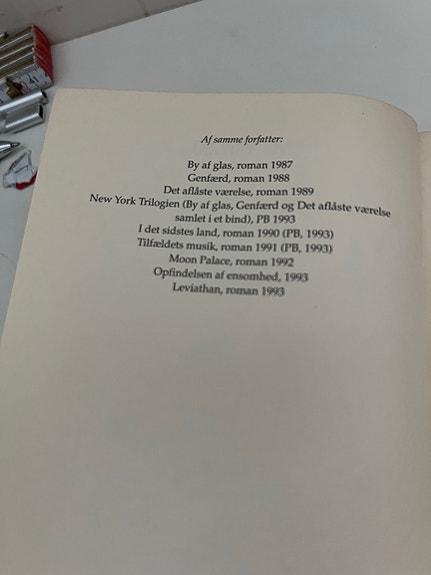 Af samme forfatter:
By af glas, roman 1987
Genfærd, roman 1988
Det aflåste værelse, roman 1989
New York Trilogien (By af glas, Genfærd og Det aflåste værelse
samlet i et bind), PB 1993
I det sidstes land, roman 1990 (PB, 1993)
Tilfældets musik, roman 1991 (PB, 1993)
Moon Palace, roman 1992
Opfindelsen af ensomhed, 1993
Leviathan, roman 1993